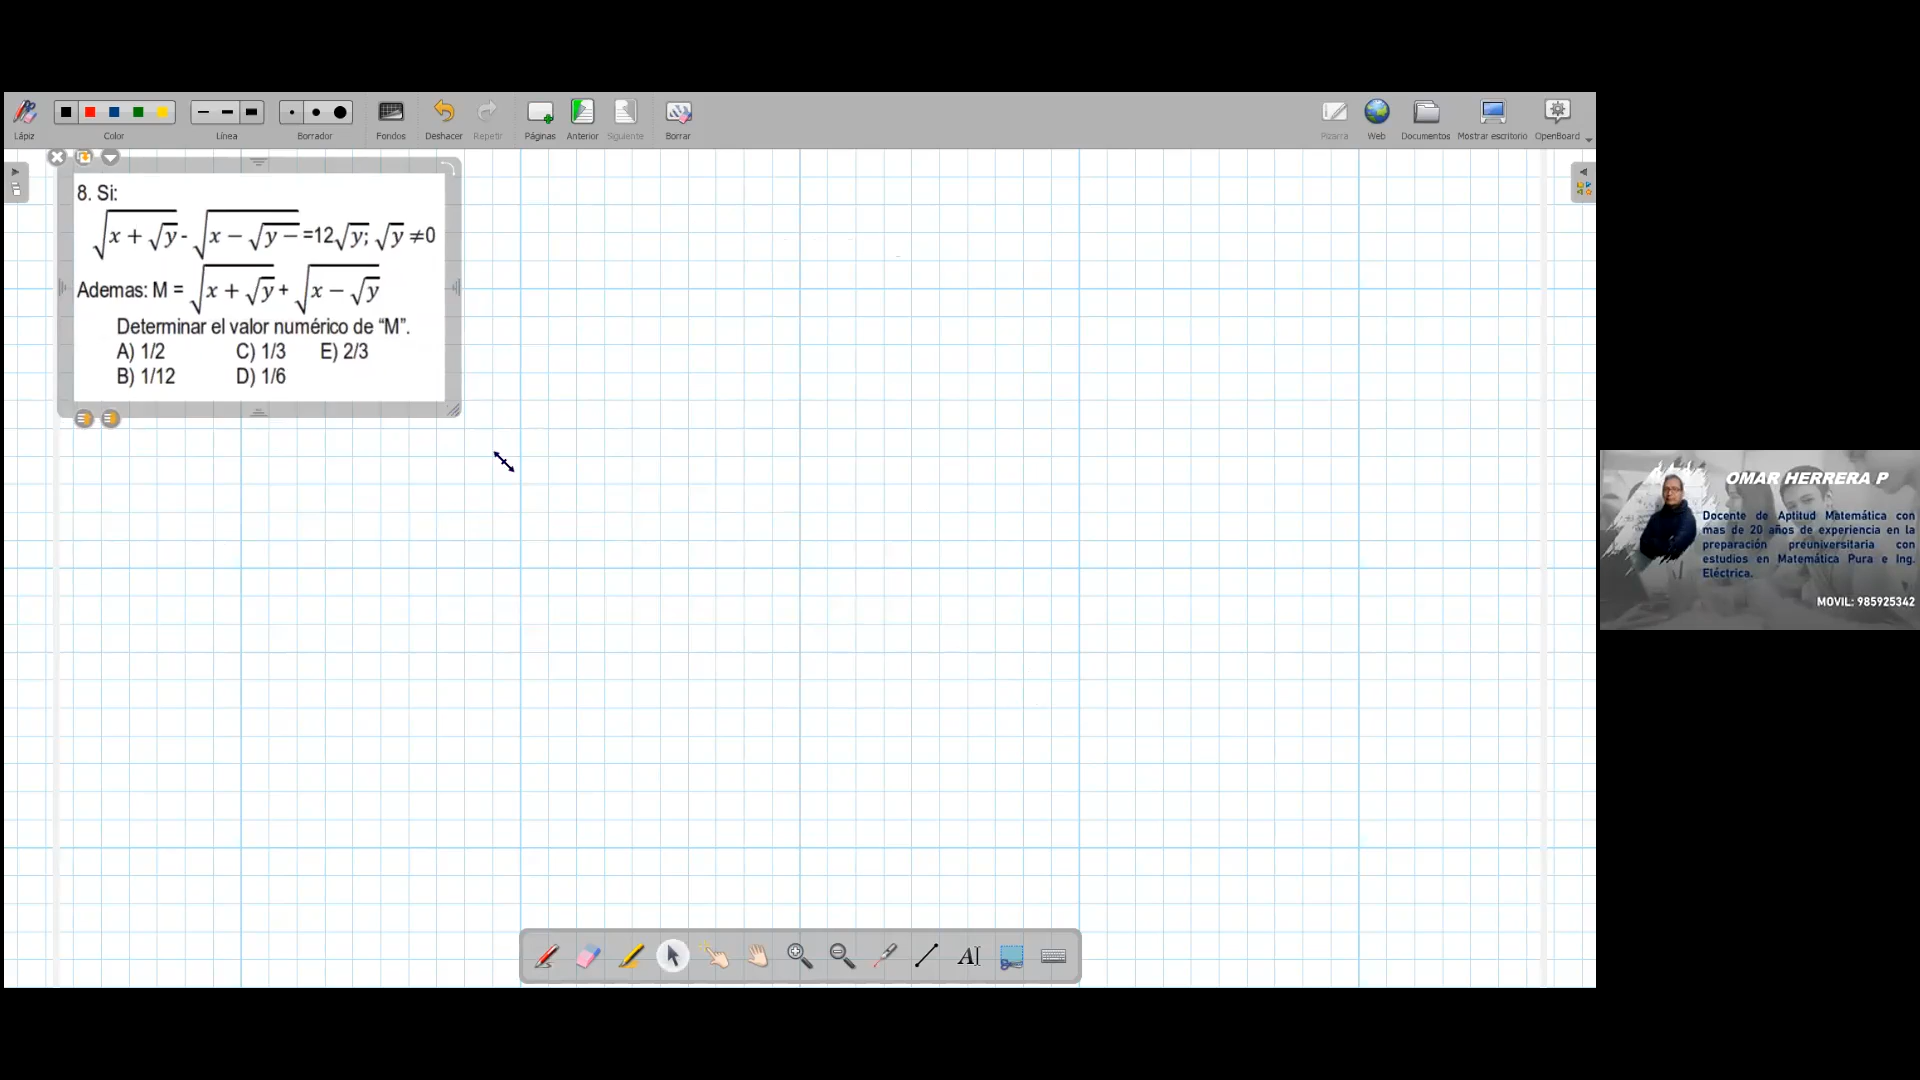 Lápiz Color Línea Borrador Fondos Deshacer Repetir Páginas Anterior Siguiente Borrar Pizarra Web Documentos Mostrar escritorio OpenBoard
8. Si:
√(x + √y) - √(x − √y −) =12√y; √y ≠0
Ademas: M = √(x + √y) + √(x − √y)
Determinar el valor numérico de “M”.
A) 1/2 C) 1/3 E) 2/3
B) 1/12 D) 1/6
OMAR HERRERA P
Docente de Aptitud Matemática con
mas de 20 años de experiencia en la
preparación preuniversitaria con
estudios en Matemática Pura e Ing.
Eléctrica.
MOVIL: 985925342